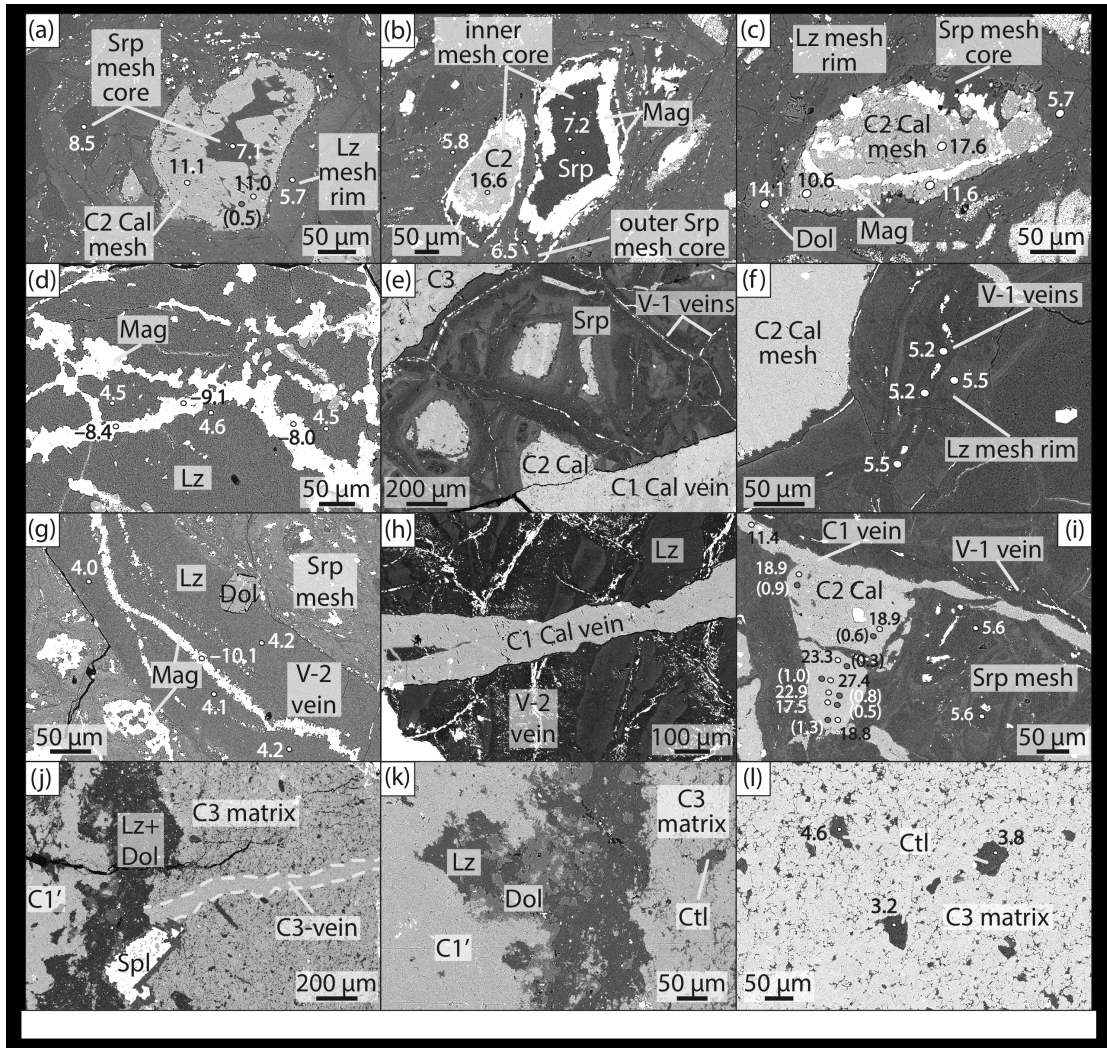 (a)
Srp
mesh
core
8.5
7.1
11.1
11.0
(0.5)
5.7
Lz
mesh
rim
C2 Cal
mesh
50 µm
(b)
inner
mesh core
Mag
7.2
5.8
C2
16.6
Srp
6.5
outer Srp
mesh core
50 µm
(c)
Lz mesh
rim
Srp mesh
core
5.7
C2 Cal
mesh
17.6
10.6
14.1
11.6
Dol
Mag
50 µm
(d)
Mag
4.5
–9.1
4.6
4.5
–8.4
–8.0
Lz
50 µm
(e)
C3
V-1 veins
Srp
C2 Cal
C1 Cal vein
200 µm
(f)
V-1 veins
C2 Cal
mesh
5.2
5.5
5.2
Lz mesh rim
5.5
50 µm
(g)
Lz
Srp
mesh
4.0
Dol
4.2
–10.1
Mag
4.1
V-2
vein
4.2
50 µm
(h)
Lz
C1 Cal vein
V-2
vein
100 µm
(i)
C1 vein
11.4
V-1 vein
18.9
(0.9)
C2 Cal
18.9
(0.6)
5.6
23.3
(0.3)
(1.0)
27.4
22.9
(0.8)
17.5
(0.5)
(1.3)
18.8
Srp mesh
5.6
50 µm
(j)
C3 matrix
Lz+
Dol
C1’
C3-vein
Spl
200 µm
(k)
C3
matrix
Lz
Dol
Ctl
C1’
50 µm
(l)
4.6
Ctl
3.8
3.2
C3 matrix
50 µm